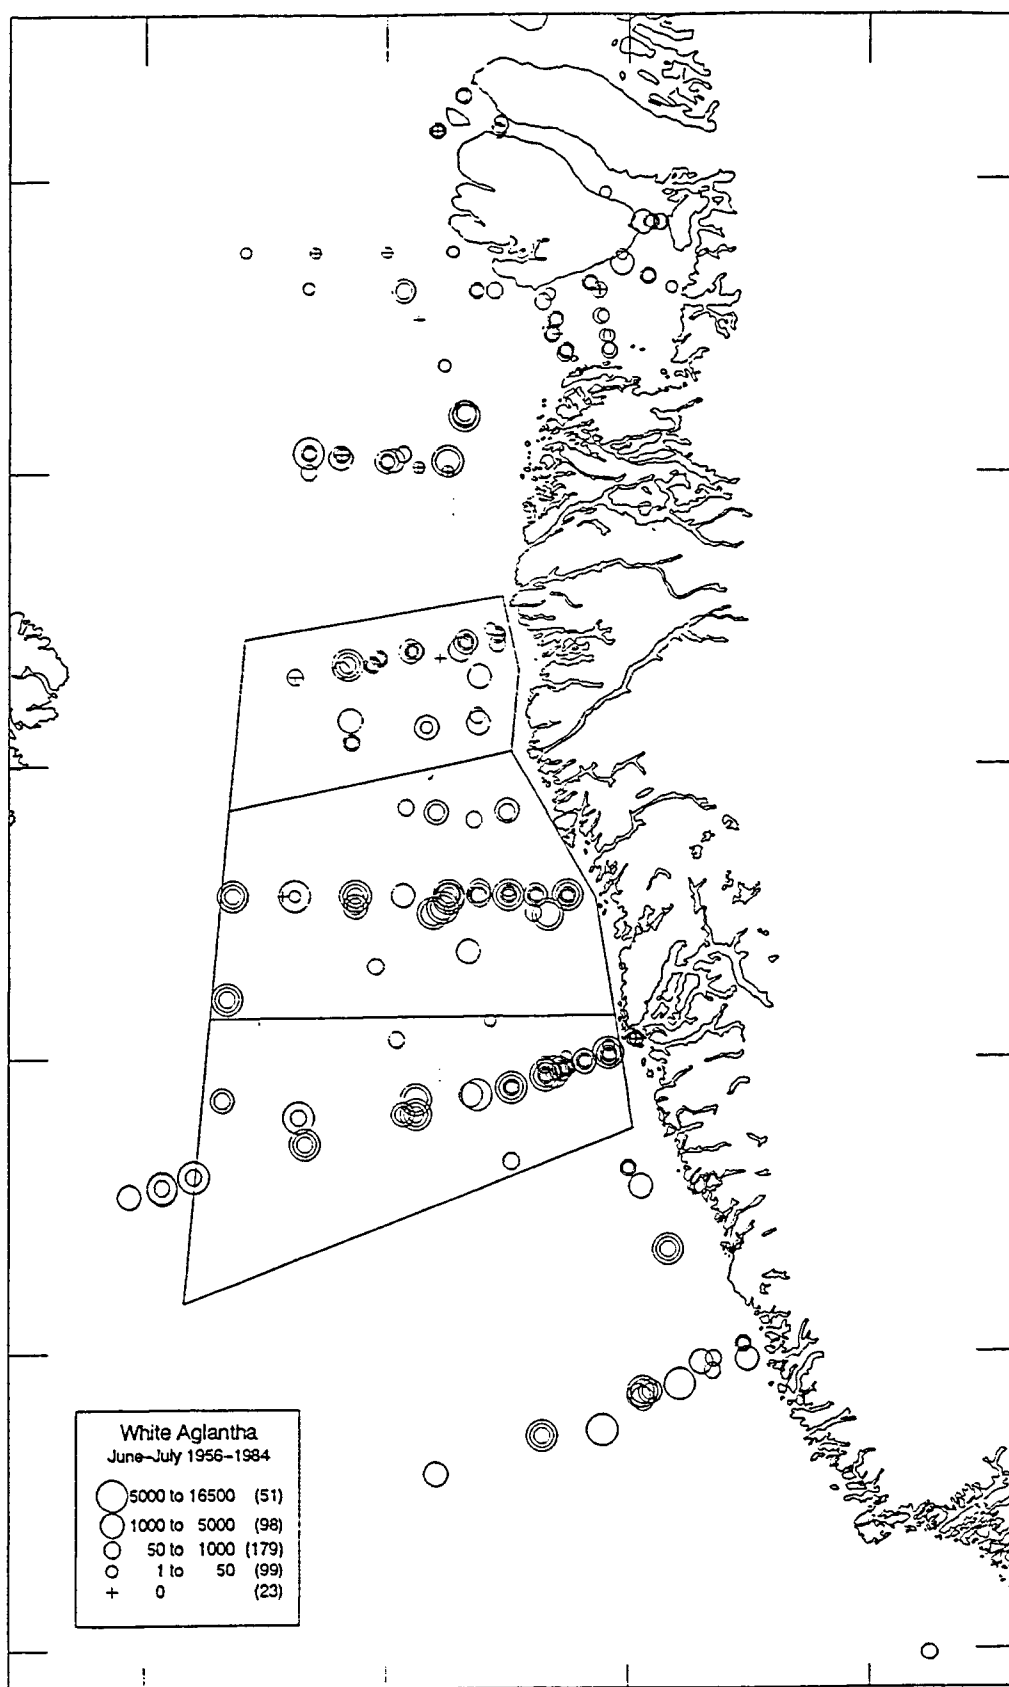 White Aglantha
June-July 1956-1984
5000 to 16500 (51)
1000 to 5000 (98)
50 to 1000 (179)
1 to 50 (99)
+ 0 (23)